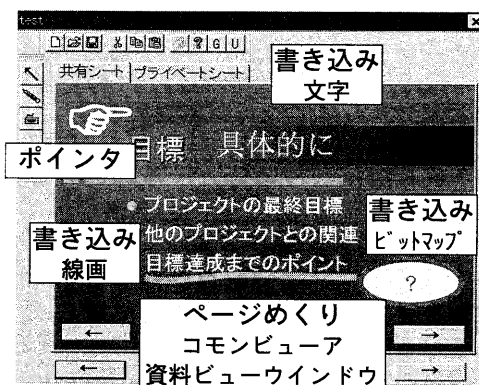 test
G U
書き込み
文字
共有シート プライベートシート
ポインタ
目標 具体的に
プロジェクトの最終目標
他のプロジェクトとの関連
目標達成までのポイント
書き込み
線画
書き込み
ビットマップ
?
← →
ページめくり
コモンビューア
資料ビューウインドウ
← →